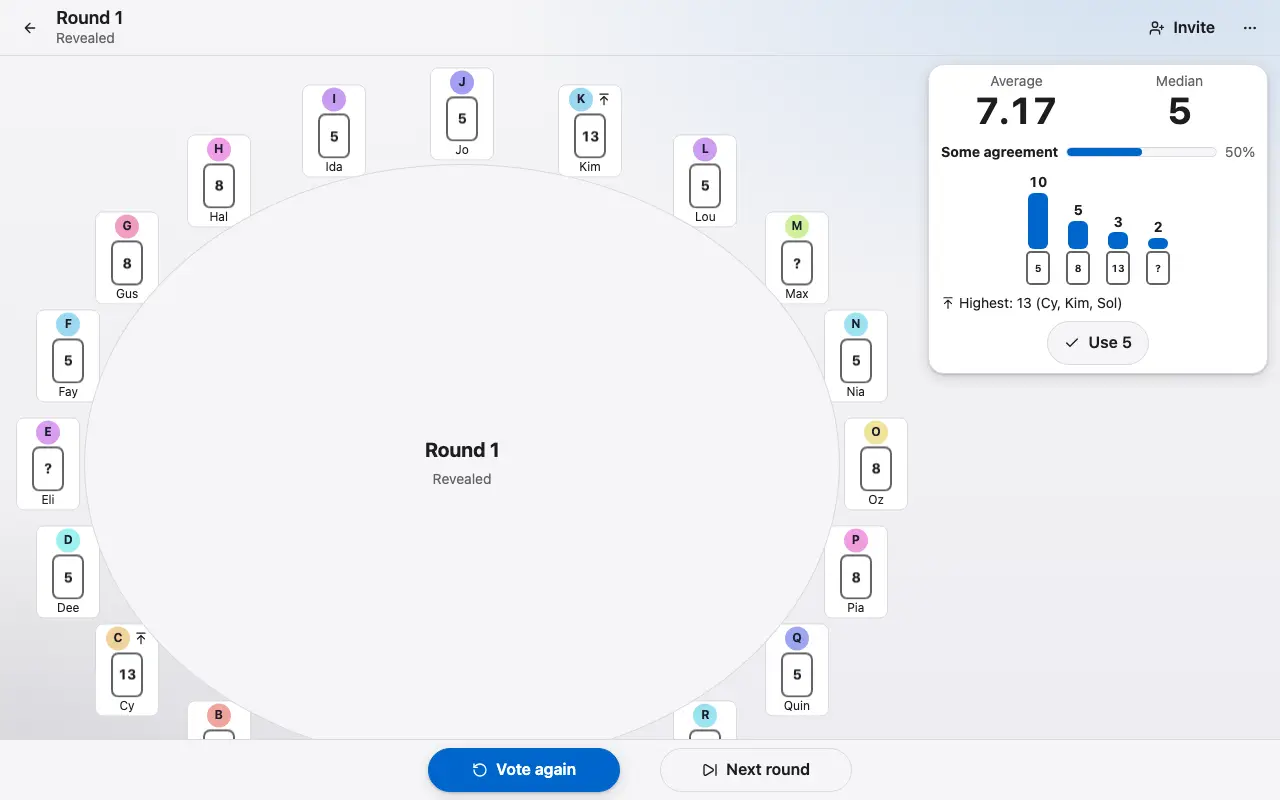 Round 1
Revealed
Invite
J
5
Jo
I
5
Ida
K
13
Kim
H
8
Hal
L
5
Lou
G
8
Gus
M
?
Max
F
5
Fay
N
5
Nia
E
?
Eli
O
8
Oz
D
5
Dee
P
8
Pia
C
13
Cy
Q
5
Quin
B
R
Round 1
Revealed
Average
7.17
Median
5
Some agreement 50%
10 5 3 2
5 8 13 ?
Highest: 13 (Cy, Kim, Sol)
Use 5
Vote again
Next round